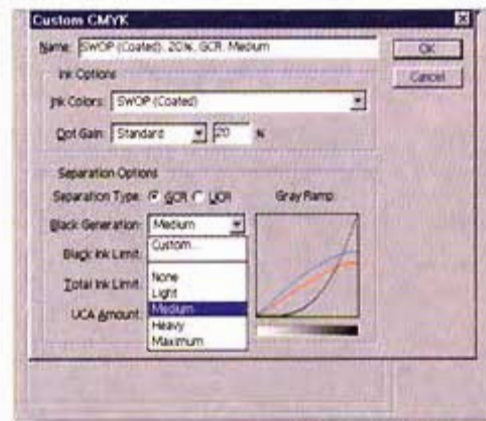 Custom CMYK
Name: SWOP (Coated), 20%, GCR, Medium
OK
Cancel
Ink Options
Ink Colors: SWOP (Coated)
Dot Gain: Standard 20 %
Separation Options
Separation Type: GCR UCR
Gray Ramp:
Black Generation: Medium
Custom...
Black Ink Limit:
None
Total Ink Limit:
Light
Medium
UCA Amount:
Heavy
Maximum